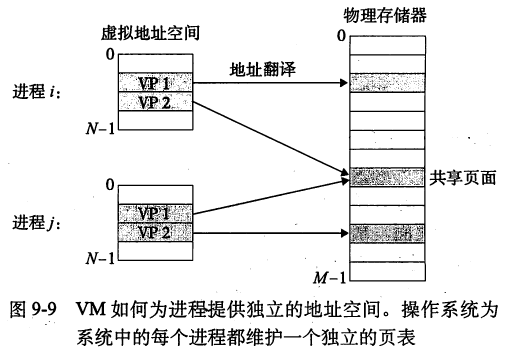 虚拟地址空间
物理存储器
0
0
VP 1
地址翻译
进程 i：
VP 2
N−1
0
共享页面
VP 1
进程 j：
VP 2
N−1
M−1
图 9-9 VM 如何为进程提供独立的地址空间。操作系统为
系统中的每个进程都维护一个独立的页表